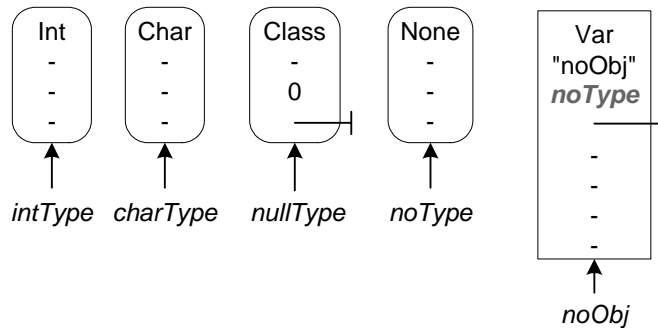 Int
-
-
-
intType
Char
-
-
-
charType
Class
-
0
nullType
None
-
-
-
noType
Var
"noObj"
noType
-
-
-
-
noObj